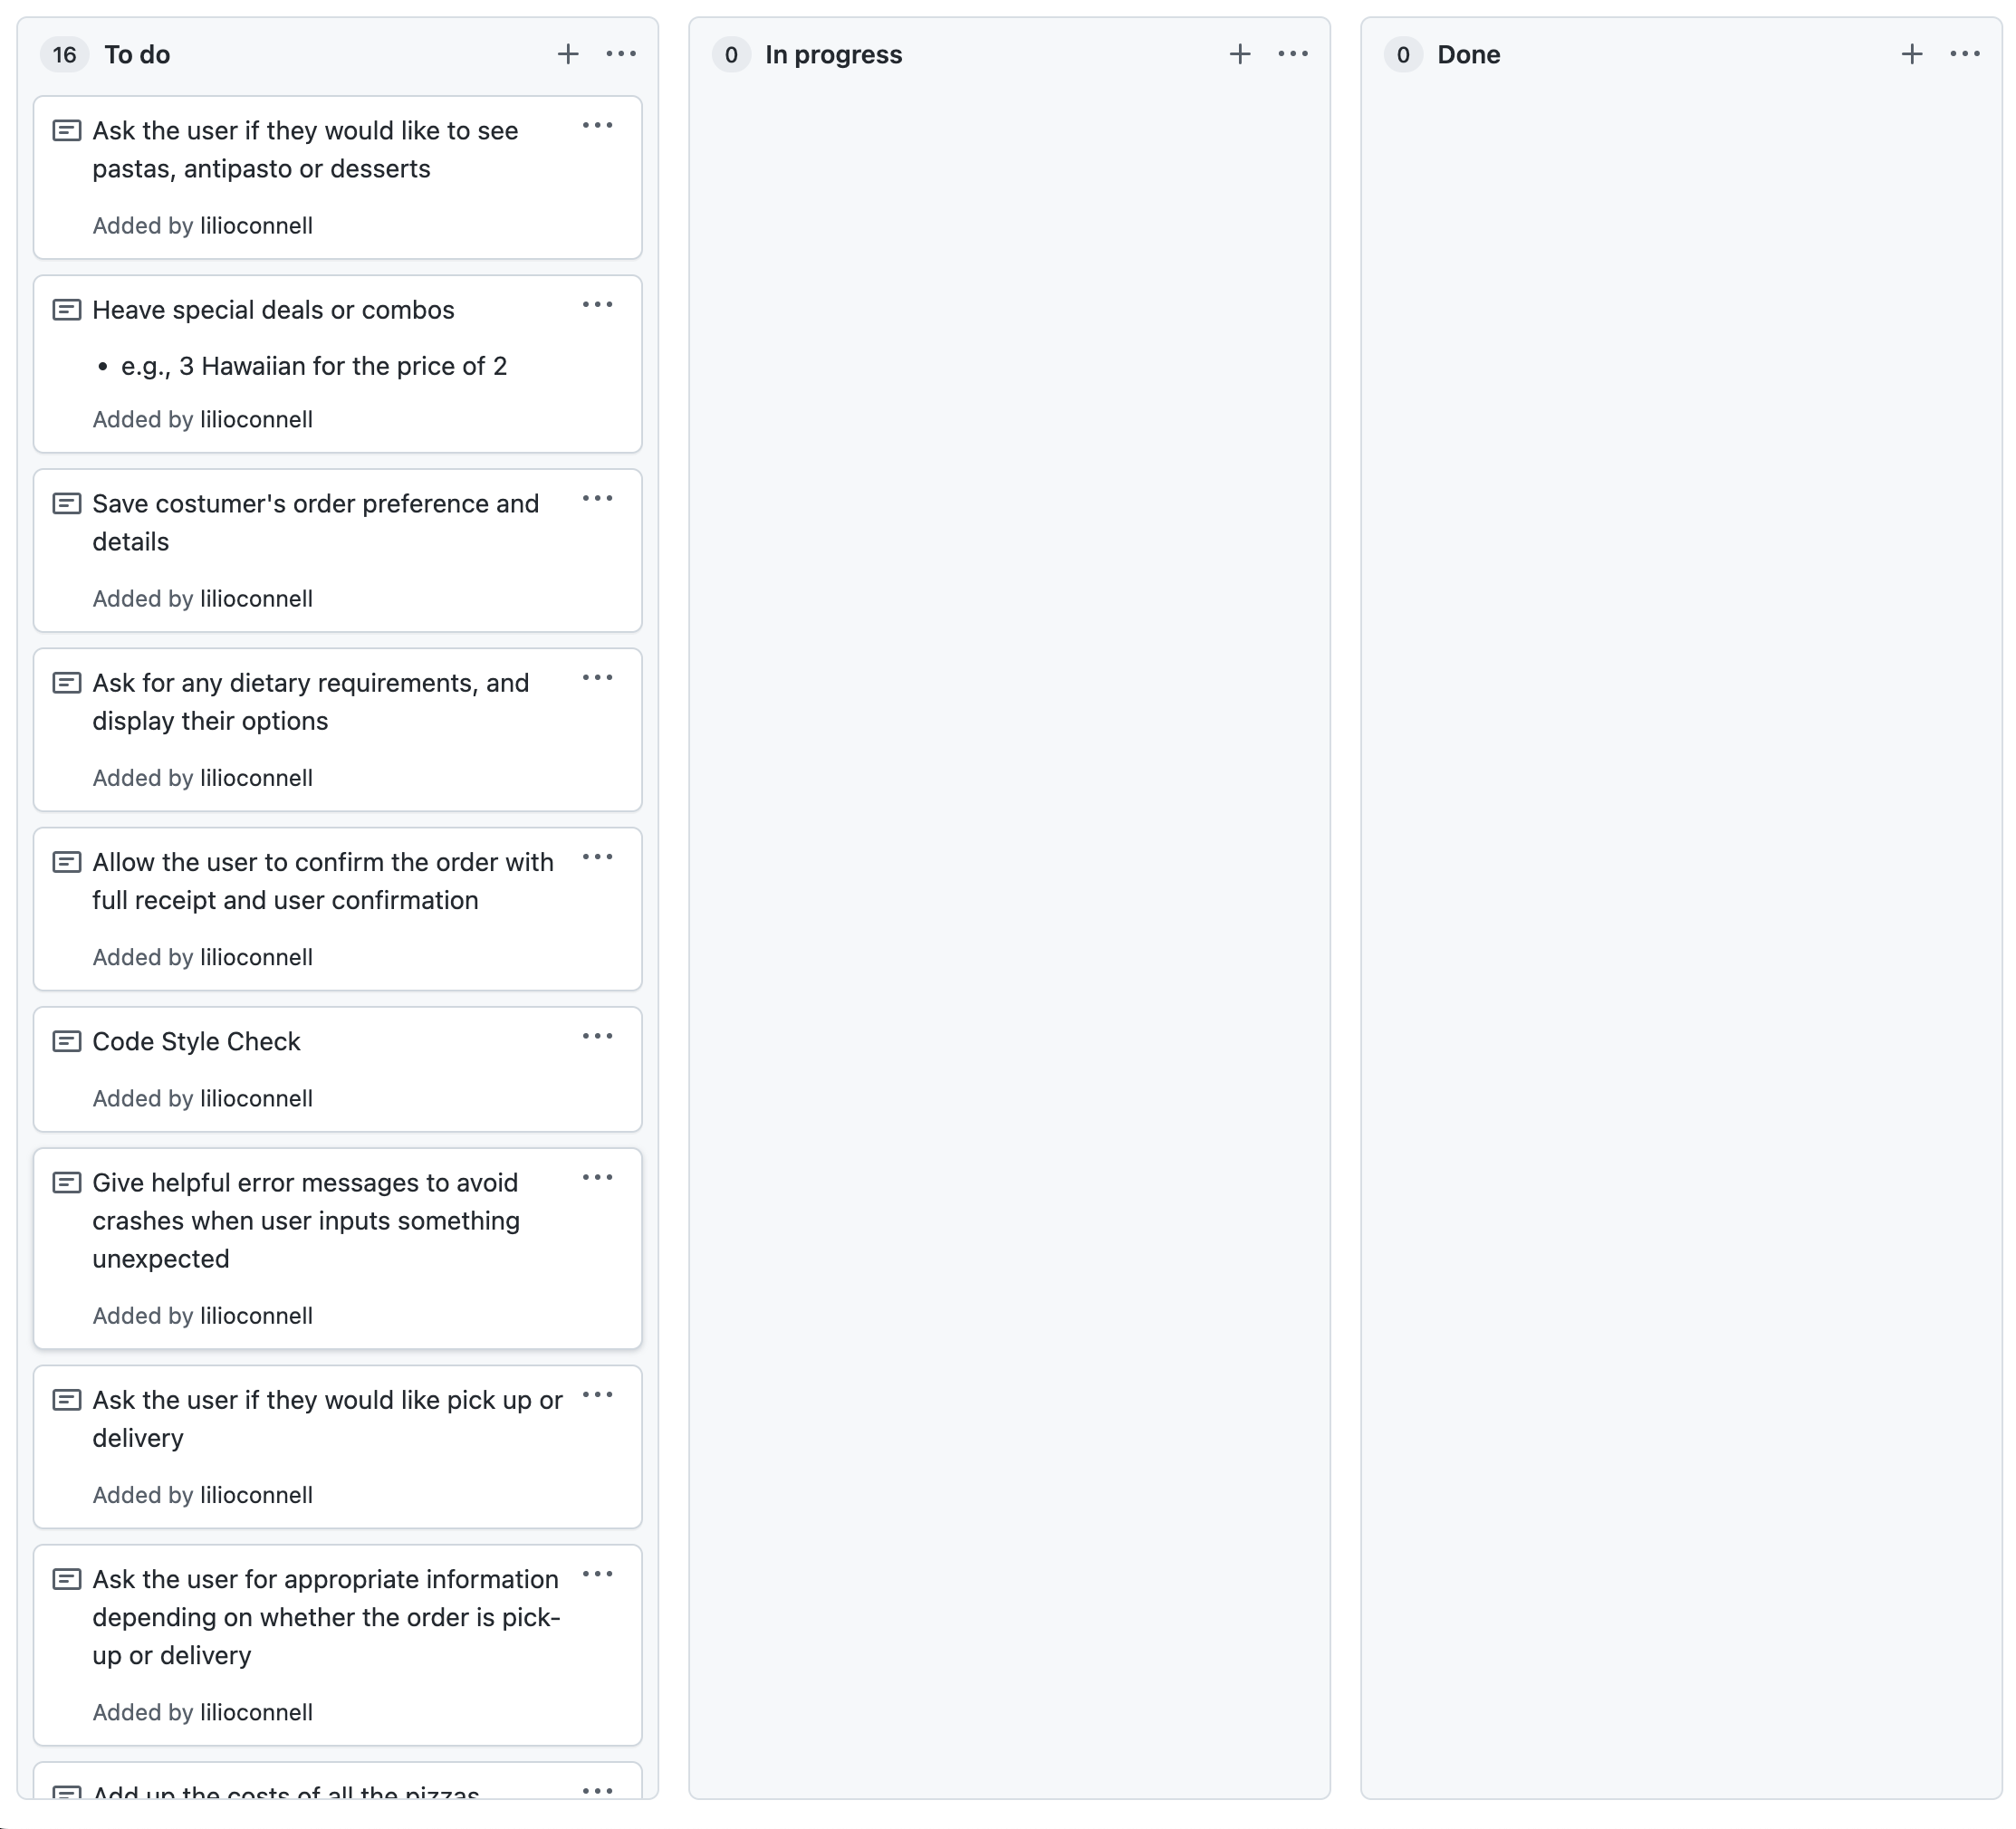 16 To do
Ask the user if they would like to see
pastas, antipasto or desserts
Added by lilioconnell
Heave special deals or combos
• e.g., 3 Hawaiian for the price of 2
Added by lilioconnell
Save costumer's order preference and
details
Added by lilioconnell
Ask for any dietary requirements, and
display their options
Added by lilioconnell
Allow the user to confirm the order with
full receipt and user confirmation
Added by lilioconnell
Code Style Check
Added by lilioconnell
Give helpful error messages to avoid
crashes when user inputs something
unexpected
Added by lilioconnell
Ask the user if they would like pick up or
delivery
Added by lilioconnell
Ask the user for appropriate information
depending on whether the order is pick-
up or delivery
Added by lilioconnell
Add up the costs of all the pizzas
0 In progress
0 Done